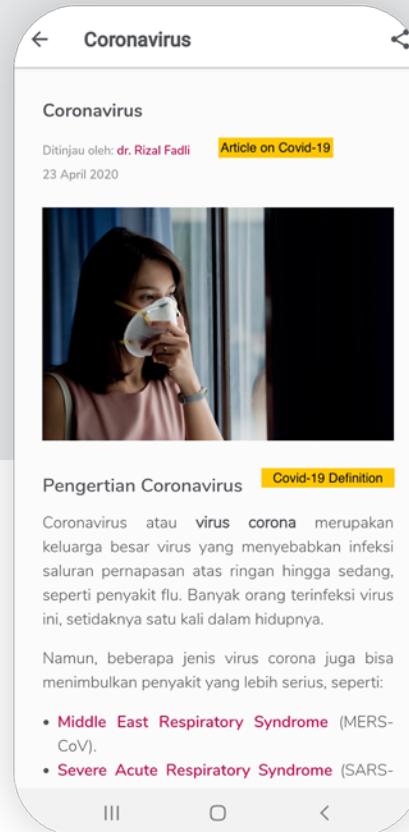 Coronavirus
Coronavirus
Ditinjau oleh: dr. Rizal Fadli
Article on Covid-19
23 April 2020
Pengertian Coronavirus
Covid-19 Definition
Coronavirus atau virus corona merupakan
keluarga besar virus yang menyebabkan infeksi
saluran pernapasan atas ringan hingga sedang,
seperti penyakit flu. Banyak orang terinfeksi virus
ini, setidaknya satu kali dalam hidupnya.
Namun, beberapa jenis virus corona juga bisa
menimbulkan penyakit yang lebih serius, seperti:
• Middle East Respiratory Syndrome (MERS-
CoV).
• Severe Acute Respiratory Syndrome (SARS-